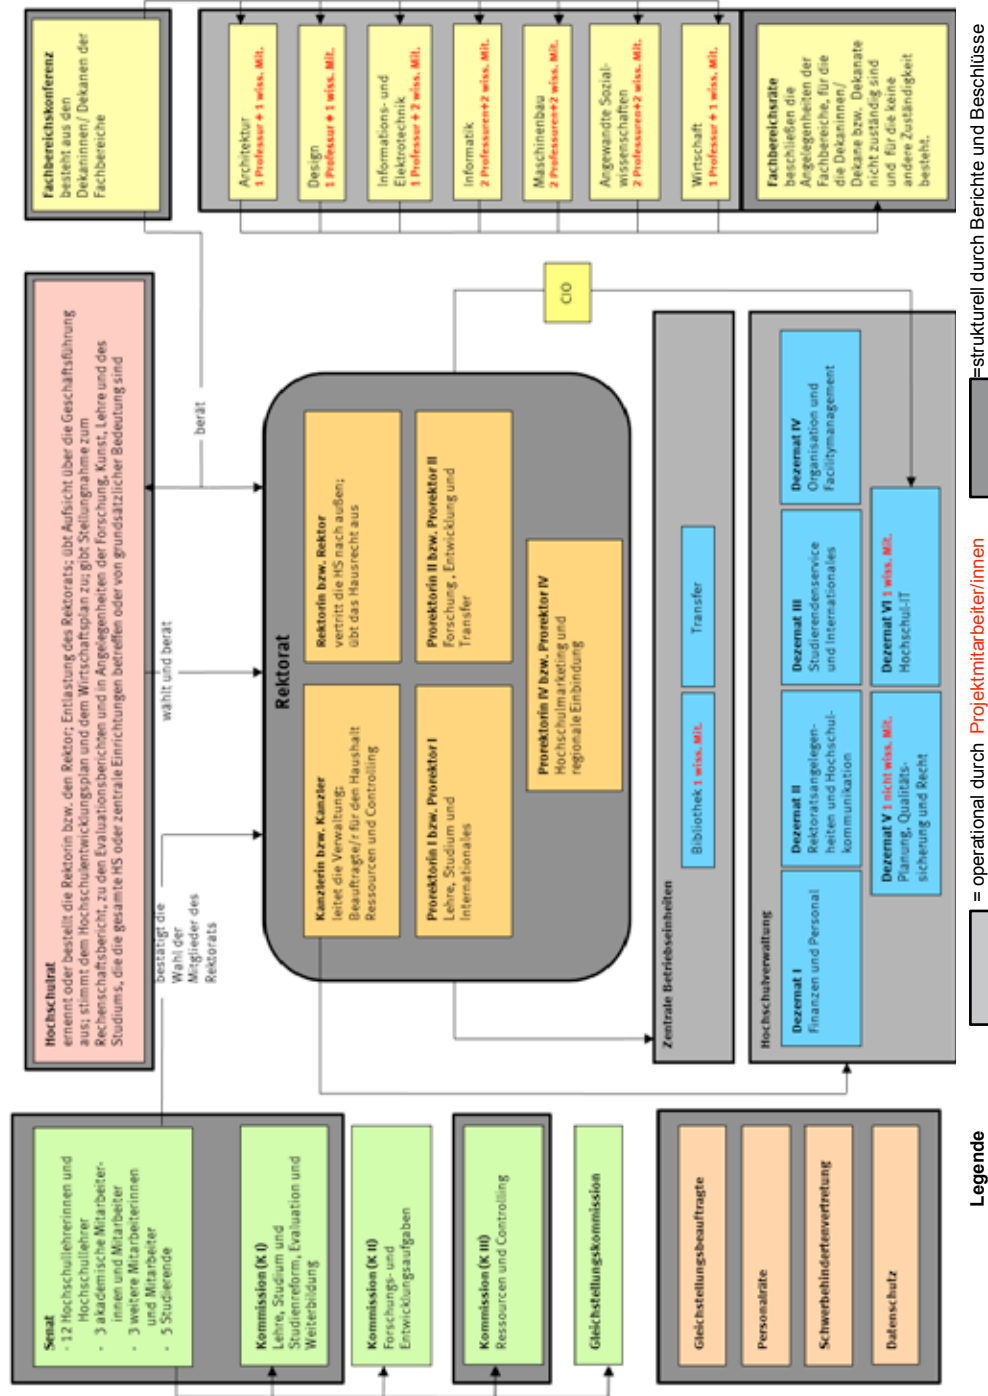 Senat
- 12 Hochschullehrerinnen und
Hochschullehrer
- 3 akademische Mitarbeiter-
innen und Mitarbeiter
- 3 weitere Mitarbeiterinnen
und Mitarbeiter
- 5 Studierende
Kommission (K I)
Lehre, Studium und
Studienreform, Evaluation und
Weiterbildung
Kommission (K II)
Forschungs- und
Entwicklungsaufgaben
Kommission (K III)
Ressourcen und Controlling
Gleichstellungskommission
Gleichstellungsbeauftragte
Personalräte
Schwerbehindertenvertretung
Datenschutz
Hochschulrat
ernennt oder bestellt die Rektorin bzw. den Rektor; Entlastung des Rektorats; übt Aufsicht über die Geschäftsführung
aus; stimmt dem Hochschulentwicklungsplan und dem Wirtschaftsplan zu; gibt Stellungnahme zum
Rechenschaftsbericht, zu den Evaluationsberichten und in Angelegenheiten der Forschung, Kunst, Lehre und des
Studiums, die die gesamte HS oder zentrale Einrichtungen betreffen oder von grundsätzlicher Bedeutung sind
bestätigt die
Wahl der
Mitglieder des
Rektorats
wählt und berät
berät
Rektorat
Kanzlerin bzw. Kanzler
leitet die Verwaltung;
Beauftragte/r für den Haushalt
Ressourcen und Controlling
Rektorin bzw. Rektor
vertritt die HS nach außen;
übt das Hausrecht aus
Prorektorin I bzw. Prorektor I
Lehre, Studium und
Internationales
Prorektorin II bzw. Prorektor II
Forschung, Entwicklung und
Transfer
Prorektorin IV bzw. Prorektor IV
Hochschulmarketing und
regionale Einbindung
CIO
Zentrale Betriebseinheiten
Bibliothek 1 wiss. Mit.
Transfer
Hochschulverwaltung
Dezernat I
Finanzen und Personal
Dezernat II
Rektoratsangelegen-
heiten und Hochschul-
kommunikation
Dezernat III
Studierendenservice
und Internationales
Dezernat IV
Organisation und
Facilitymanagement
Dezernat V 1 nicht wiss. Mit.
Planung, Qualitäts-
sicherung und Recht
Dezernat VI 1 wiss. Mit.
Hochschul-IT
Fachbereichskonferenz
besteht aus den
Dekaninnen/ Dekanen der
Fachbereiche
Architektur
1 Professur + 1 wiss. Mit.
Design
1 Professur + 1 wiss. Mit.
Informations- und
Elektrotechnik
1 Professur + 2 wiss. Mit.
Informatik
2 Professuren+2 wiss. Mit.
Maschinenbau
2 Professuren+2 wiss. Mit.
Angewandte Sozial-
wissenschaften
2 Professuren+2 wiss. Mit.
Wirtschaft
1 Professur + 1 wiss. Mit.
Fachbereichsräte
beschließen die
Angelegenheiten der
Fachbereiche, für die
die Dekaninnen/
Dekane bzw. Dekanate
nicht zuständig sind
und für die keine
andere Zuständigkeit
besteht.
Legende
= operational durch Projektmitarbeiter/innen
=strukturell durch Berichte und Beschlüsse